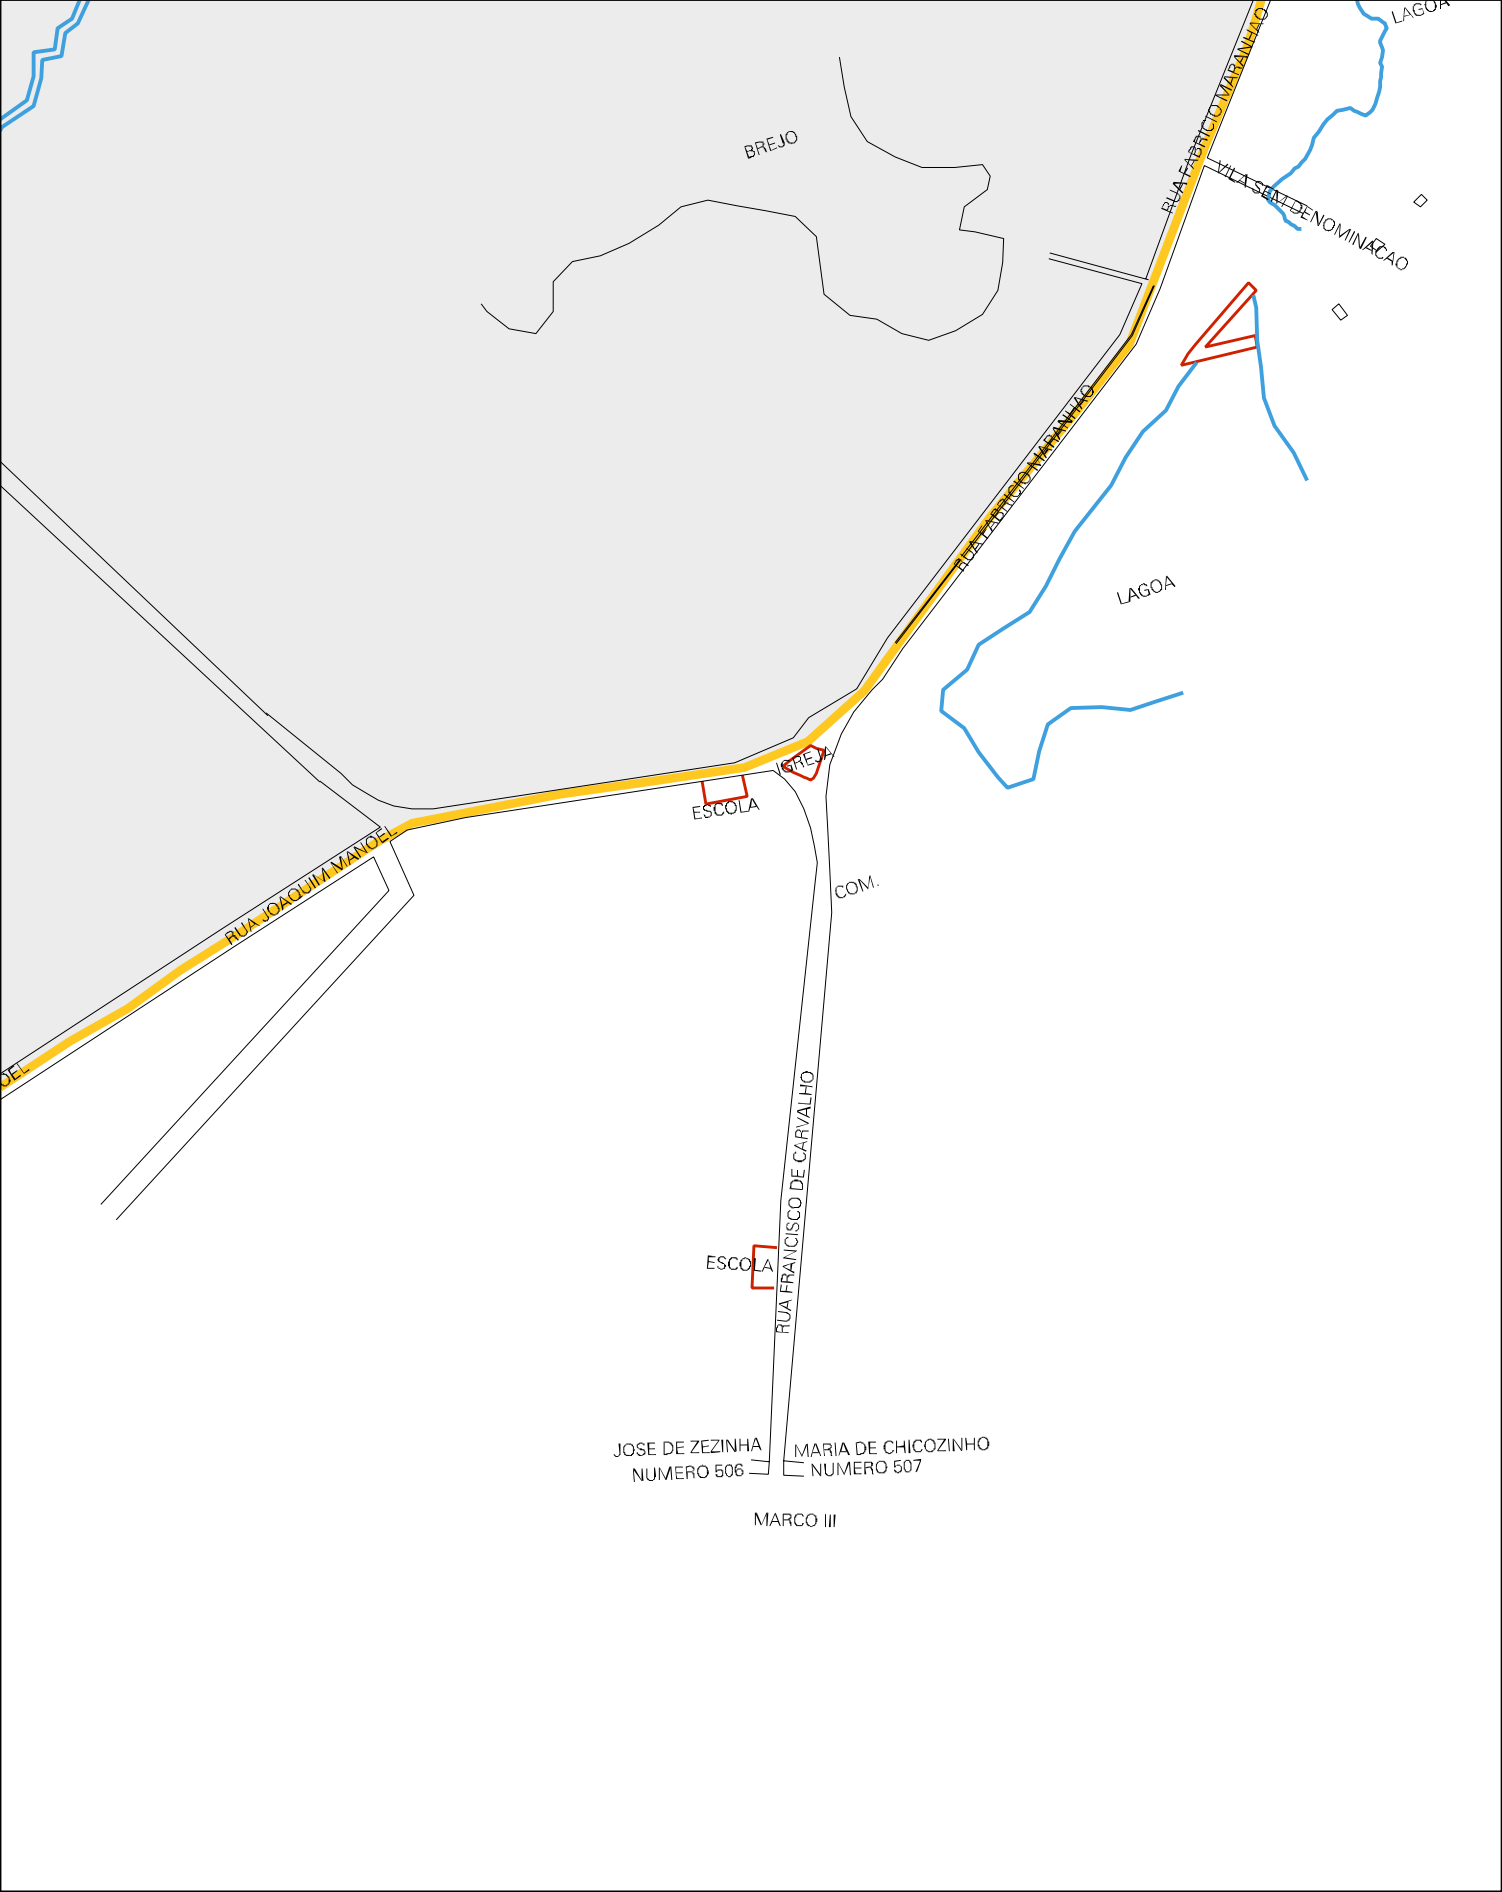 LAGOA
RUA FABRICIO MARANHAO
BREJO
VILA SEM DENOMINACAO
RUA FABRICIO MARANHAO
LAGOA
IGREJA
ESCOLA
RUA JOAQUIM MANOEL
COM.
OEL
RUA FRANCISCO DE CARVALHO
ESCOLA
JOSE DE ZEZINHA
NUMERO 506
MARIA DE CHICOZINHO
NUMERO 507
MARCO III